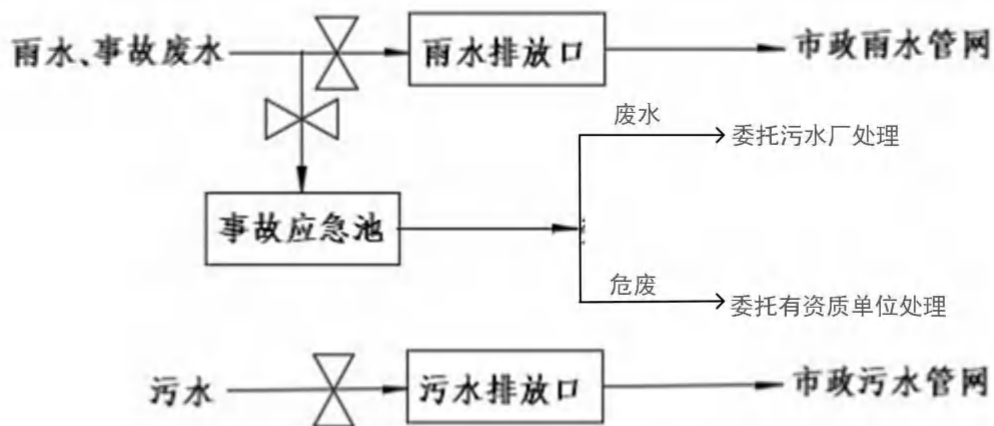 雨水、事故废水
雨水排放口
市政雨水管网
废水
委托污水厂处理
事故应急池
危废
委托有资质单位处理
污水
污水排放口
市政污水管网